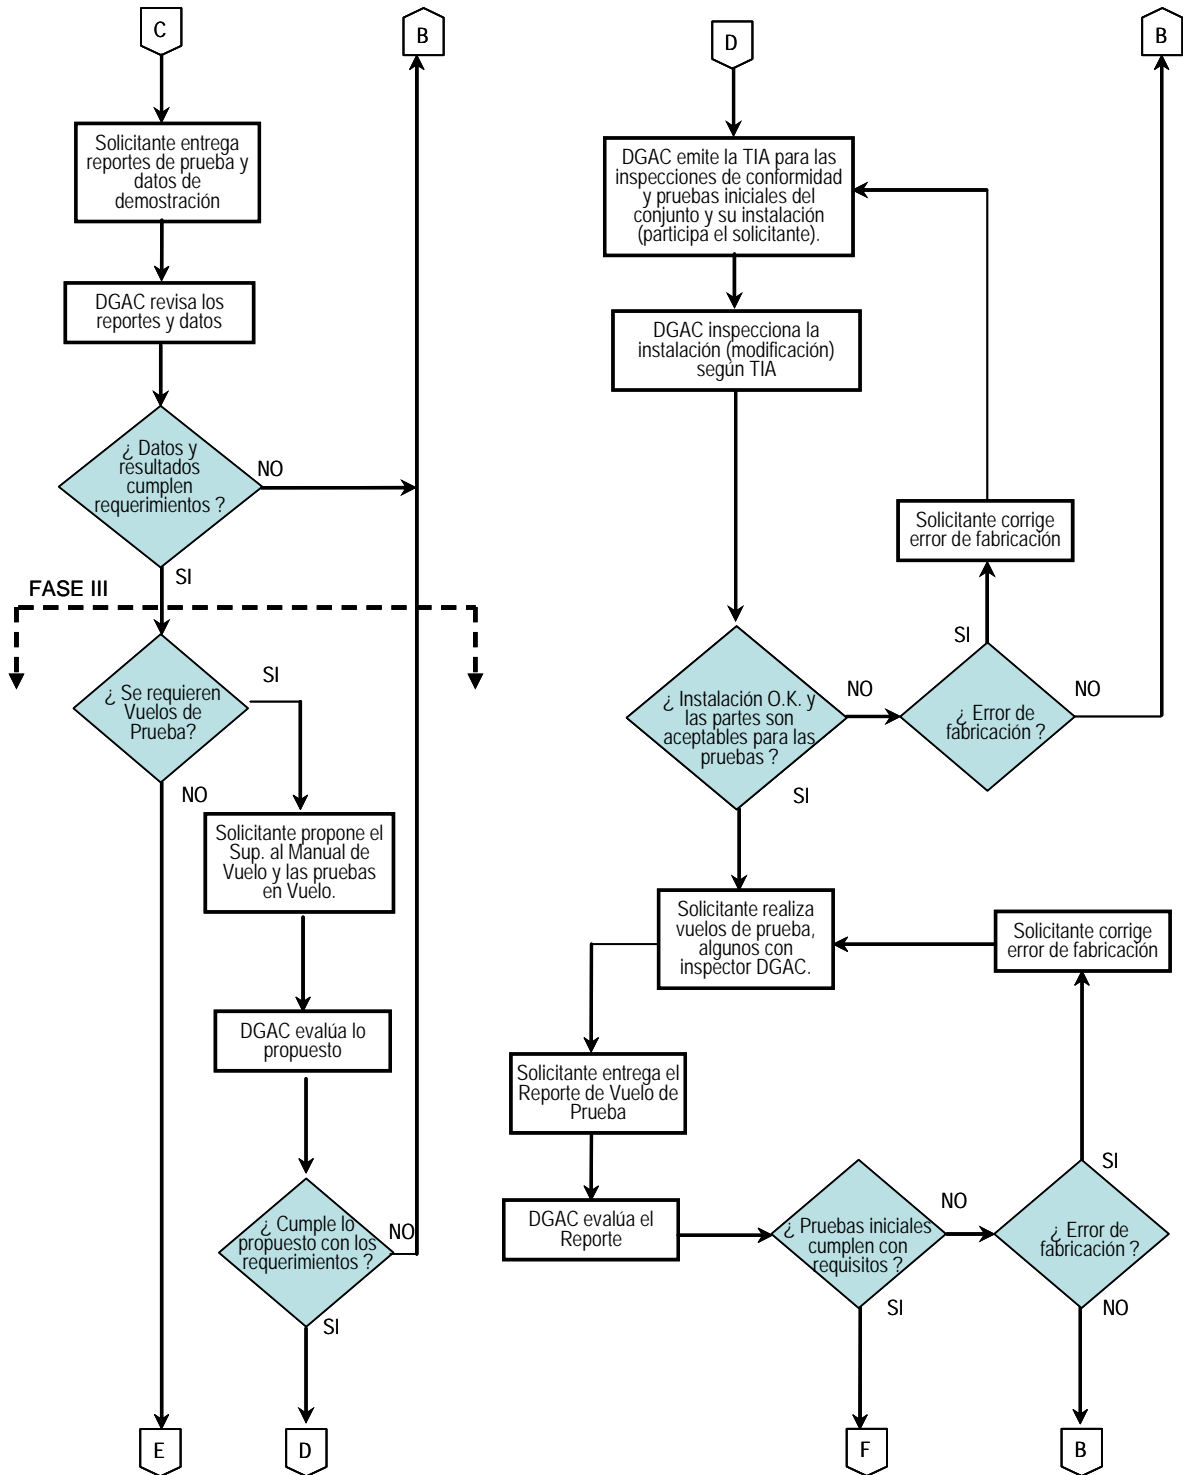 C
B
Solicitante entrega
reportes de prueba y
datos de
demostración
DGAC revisa los
reportes y datos
¿ Datos y
resultados
cumplen
requerimientos ?
NO
SI
FASE III
¿ Se requieren
Vuelos de
Prueba?
SI
NO
Solicitante propone el
Sup. al Manual de
Vuelo y las pruebas
en Vuelo.
DGAC evalúa lo
propuesto
¿ Cumple lo
propuesto con los
requerimientos ?
NO
SI
E
D
D
B
DGAC emite la TIA para las
inspecciones de conformidad
y pruebas iniciales del
conjunto y su instalación
(participa el solicitante).
DGAC inspecciona la
instalación (modificación)
según TIA
Solicitante corrige
error de fabricación
SI
¿ Instalación O.K. y
las partes son
aceptables para las
pruebas ?
NO
¿ Error de
fabricación ?
NO
SI
Solicitante realiza
vuelos de prueba,
algunos con
inspector DGAC.
Solicitante corrige
error de fabricación
Solicitante entrega el
Reporte de Vuelo de
Prueba
DGAC evalúa el
Reporte
¿ Pruebas iniciales
cumplen con
requisitos ?
NO
SI
¿ Error de
fabricación ?
SI
NO
F
B